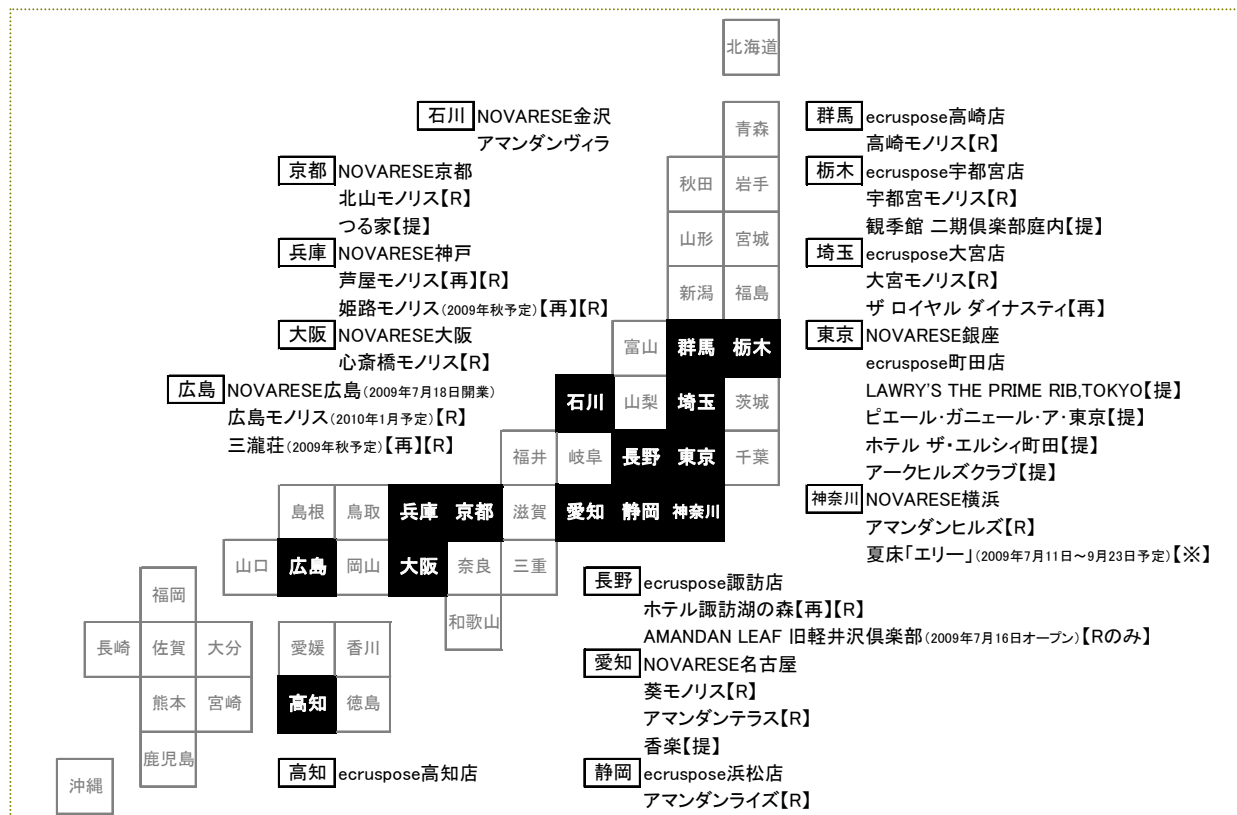 北海道
石川 NOVARESE金沢
アマンダンヴィラ
京都 NOVARESE京都
北山モノリス【R】
つる家【提】
兵庫 NOVARESE神戸
芦屋モノリス【再】【R】
姫路モノリス(2009年秋予定)【再】【R】
大阪 NOVARESE大阪
心斎橋モノリス【R】
広島 NOVARESE広島(2009年7月18日開業)
広島モノリス(2010年1月予定)【R】
三瀧荘(2009年秋予定)【再】【R】
群馬 ecruspose高崎店
高崎モノリス【R】
栃木 ecruspose宇都宮店
宇都宮モノリス【R】
観季館 二期倶楽部庭内【提】
埼玉 ecruspose大宮店
大宮モノリス【R】
ザ ロイヤル ダイナスティ【再】
東京 NOVARESE銀座
ecruspose町田店
LAWRY'S THE PRIME RIB,TOKYO【提】
ピエール・ガニェール・ア・東京【提】
ホテル ザ・エルシィ町田【提】
アークヒルズクラブ【提】
神奈川 NOVARESE横浜
アマンダンヒルズ【R】
夏床「エリー」(2009年7月11日～9月23日予定)【※】
長野 ecruspose諏訪店
ホテル諏訪湖の森【再】【R】
AMANDAN LEAF 旧軽井沢倶楽部(2009年7月16日オープン)【Rのみ】
愛知 NOVARESE名古屋
葵モノリス【R】
アマンダンテラス【R】
香楽【提】
静岡 ecruspose浜松店
アマンダンライズ【R】
高知 ecruspose高知店
青森
秋田 岩手
山形 宮城
新潟 福島
富山 群馬 栃木
石川 山梨 埼玉 茨城
福井 岐阜 長野 東京 千葉
島根 鳥取 兵庫 京都 滋賀 愛知 静岡 神奈川
山口 広島 岡山 大阪 奈良 三重
福岡 和歌山
長崎 佐賀 大分 愛媛 香川
熊本 宮崎 高知 徳島
鹿児島
沖縄